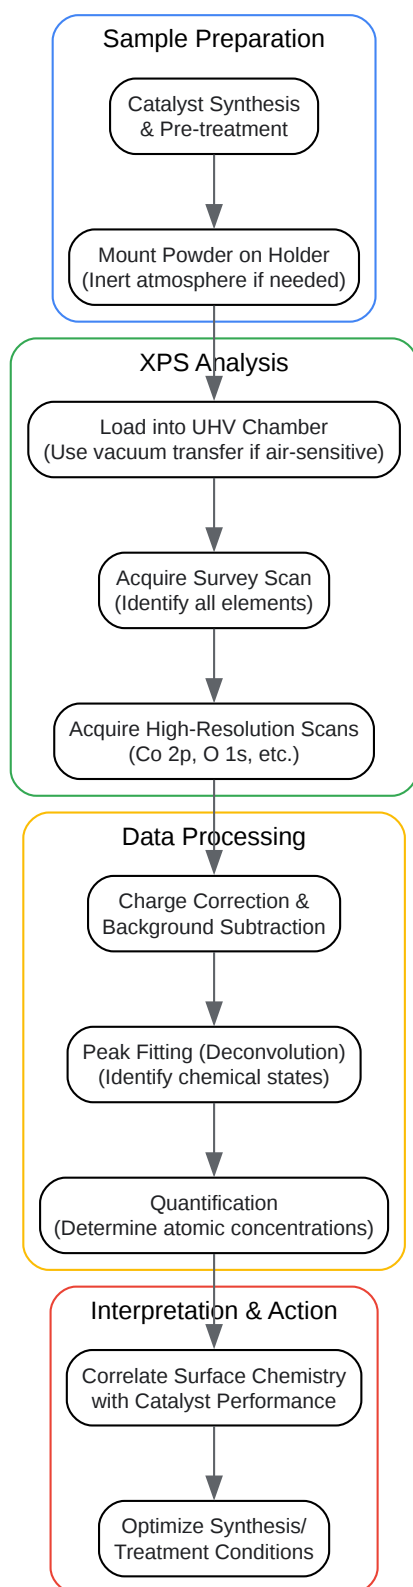 Sample Preparation
Catalyst Synthesis
& Pre-treatment
Mount Powder on Holder
(Inert atmosphere if needed)
XPS Analysis
Load into UHV Chamber
(Use vacuum transfer if air-sensitive)
Acquire Survey Scan
(Identify all elements)
Acquire High-Resolution Scans
(Co 2p, O 1s, etc.)
Data Processing
Charge Correction &
Background Subtraction
Peak Fitting (Deconvolution)
(Identify chemical states)
Quantification
(Determine atomic concentrations)
Interpretation & Action
Correlate Surface Chemistry
with Catalyst Performance
Optimize Synthesis/
Treatment Conditions